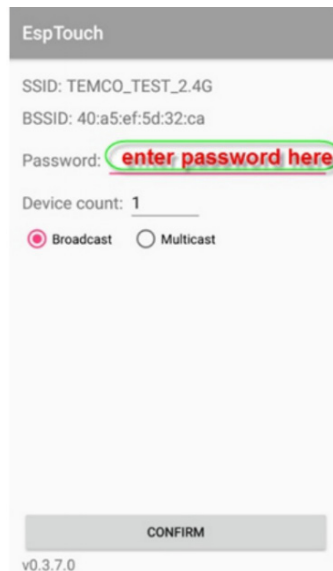 EspTouch
SSID: TEMCO_TEST_2.4G
BSSID: 40:a5:ef:5d:32:ca
Password: enter password here
Device count: 1
Broadcast Multicast
CONFIRM
v0.3.7.0